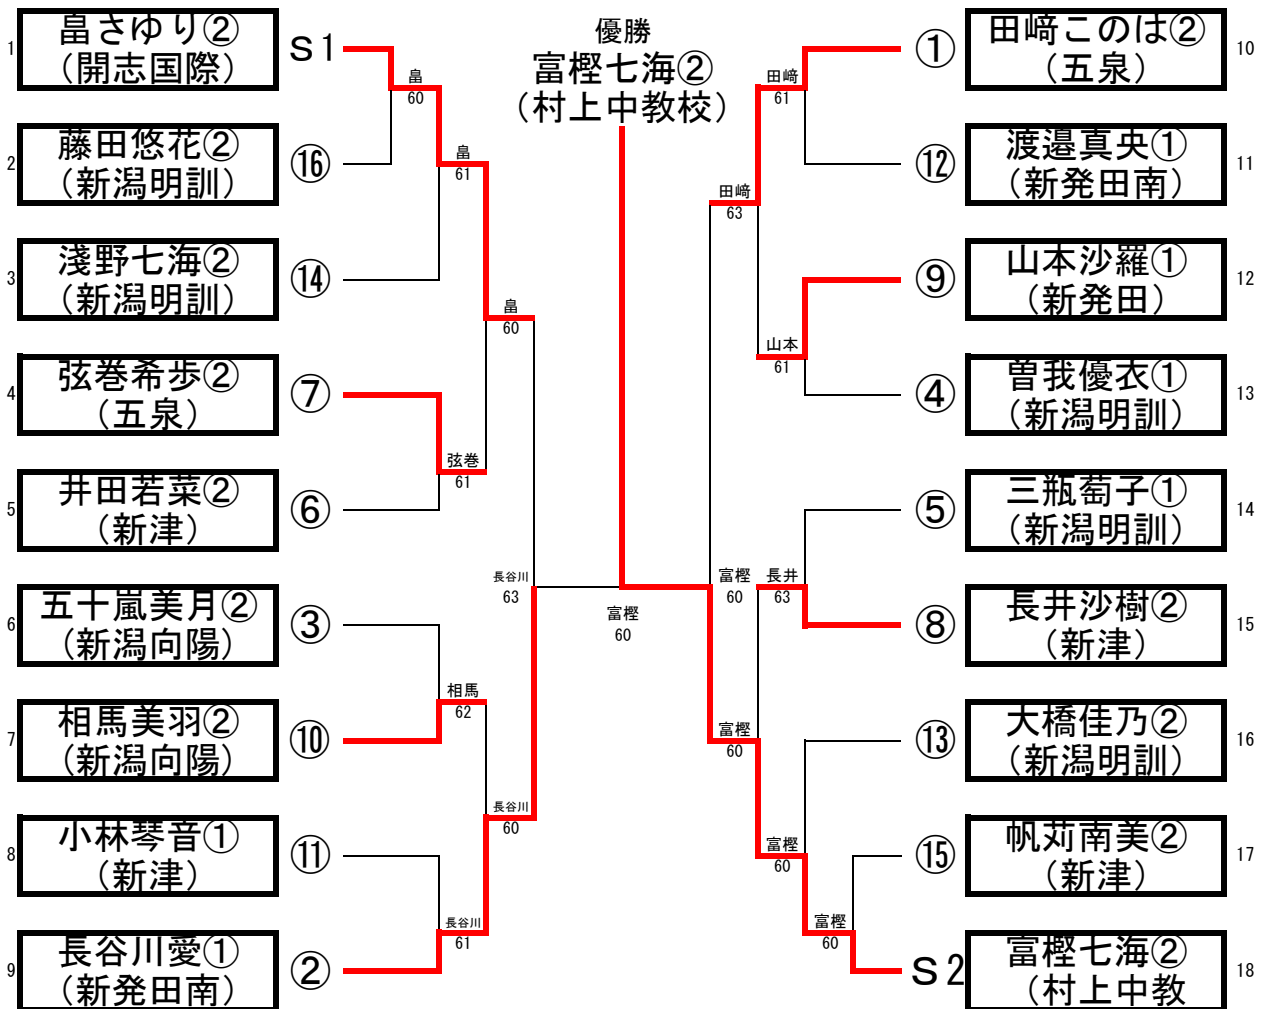 優勝
富樫七海②
（村上中教校）
1
畠さゆり②
（開志国際）
S1
2
藤田悠花②
（新潟明訓）
⑯
3
淺野七海②
（新潟明訓）
⑭
4
弦巻希歩②
（五泉）
⑦
5
井田若菜②
（新津）
⑥
6
五十嵐美月②
（新潟向陽）
③
7
相馬美羽②
（新潟向陽）
⑩
8
小林琴音①
（新津）
⑪
9
長谷川愛①
（新発田南）
②
畠
60
畠
61
畠
60
弦巻
61
長谷川
63
相馬
62
長谷川
60
長谷川
61
富樫
60
田﨑
61
田﨑
63
山本
61
富樫
60
長井
63
富樫
60
富樫
60
富樫
60
①
田﨑このは②
（五泉）
10
⑫
渡邉真央①
（新発田南）
11
⑨
山本沙羅①
（新発田）
12
④
曽我優衣①
（新潟明訓）
13
⑤
三瓶萄子①
（新潟明訓）
14
⑧
長井沙樹②
（新津）
15
⑬
大橋佳乃②
（新潟明訓）
16
⑮
帆苅南美②
（新津）
17
S2
富樫七海②
（村上中教
18